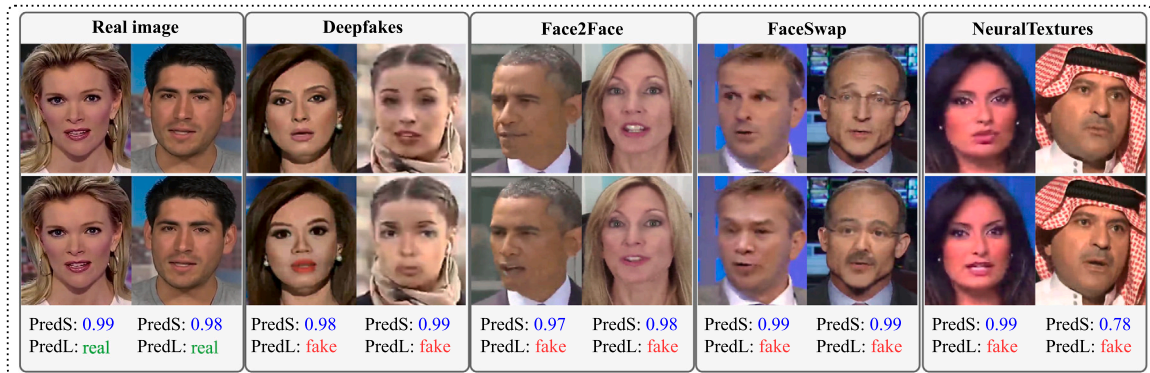 Real image
Deepfakes
Face2Face
FaceSwap
NeuralTextures
PredS: 0.99 PredS: 0.98 PredS: 0.98 PredS: 0.99 PredS: 0.97 PredS: 0.98 PredS: 0.99 PredS: 0.99 PredS: 0.99 PredS: 0.78
PredL: real PredL: real PredL: fake PredL: fake PredL: fake PredL: fake PredL: fake PredL: fake PredL: fake PredL: fake